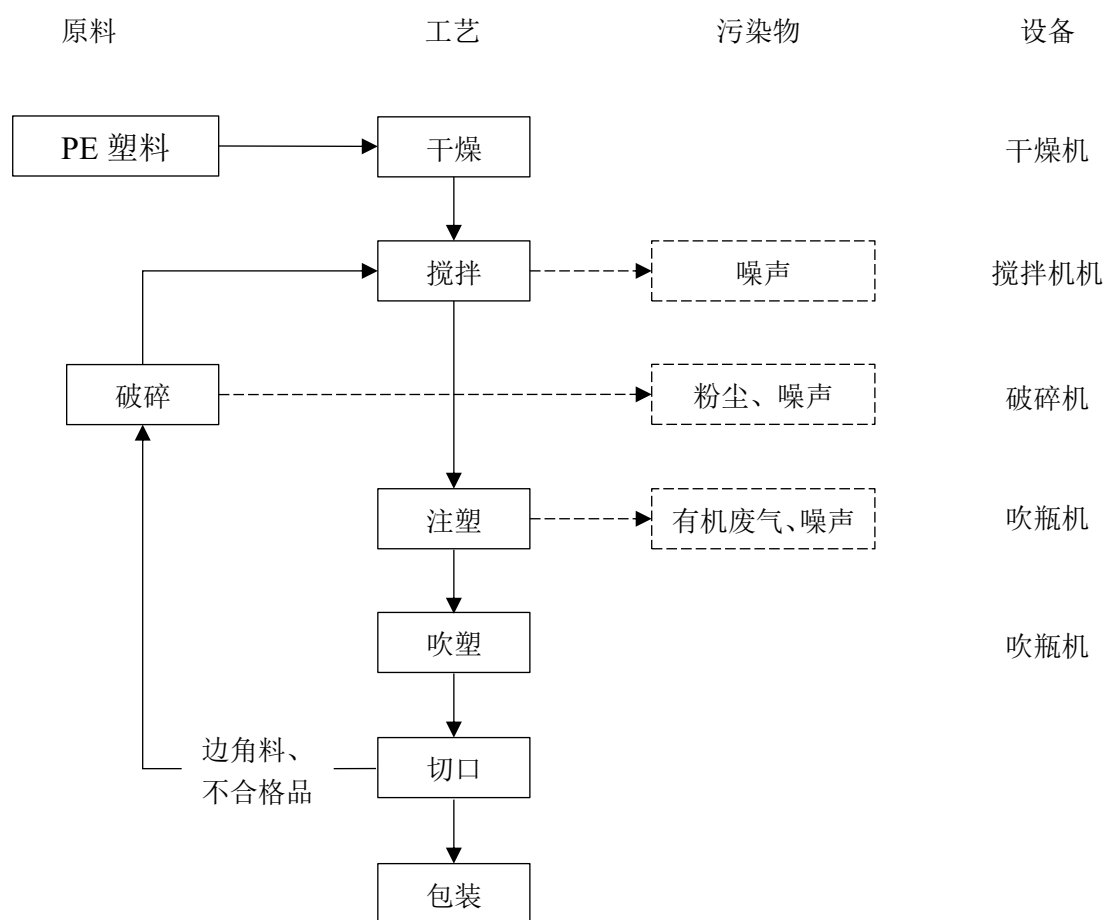 原料 工艺 污染物 设备
PE 塑料 干燥 干燥机
搅拌 噪声 搅拌机机
破碎 粉尘、噪声 破碎机
注塑 有机废气、噪声 吹瓶机
吹塑 吹瓶机
边角料、
不合格品
切口
包装